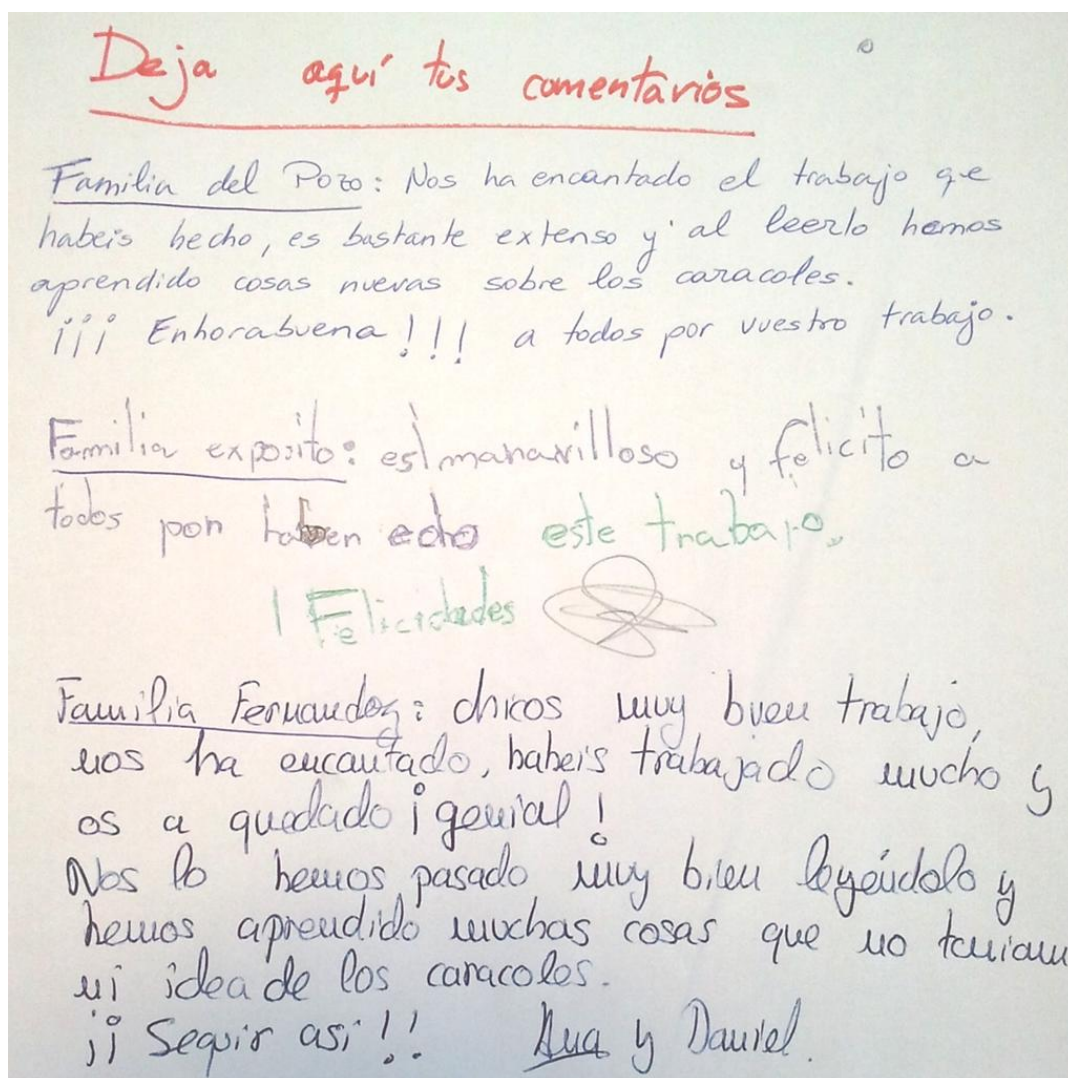 Deja aquí tus comentarios
Familia del Pozo: Nos ha encantado el trabajo que
habeis hecho, es bastante extenso y al leerlo hemos
aprendido cosas nuevas sobre los caracoles.
¡¡¡ Enhorabuena !!! a todos por vuestro trabajo.
Familia exposito: es maravilloso y felicito a
todos por haber echo este trabajo.
¡ Felicidades
Familia Fernandez: chicos muy buen trabajo,
nos ha encantado, habeis trabajado mucho y
os a quedado ¡genial!
Nos lo hemos pasado muy bien leyéndolo y
hemos aprendido muchas cosas que no teniam
ni idea de los caracoles.
¡¡ Seguir asi !! Ana y Daniel.